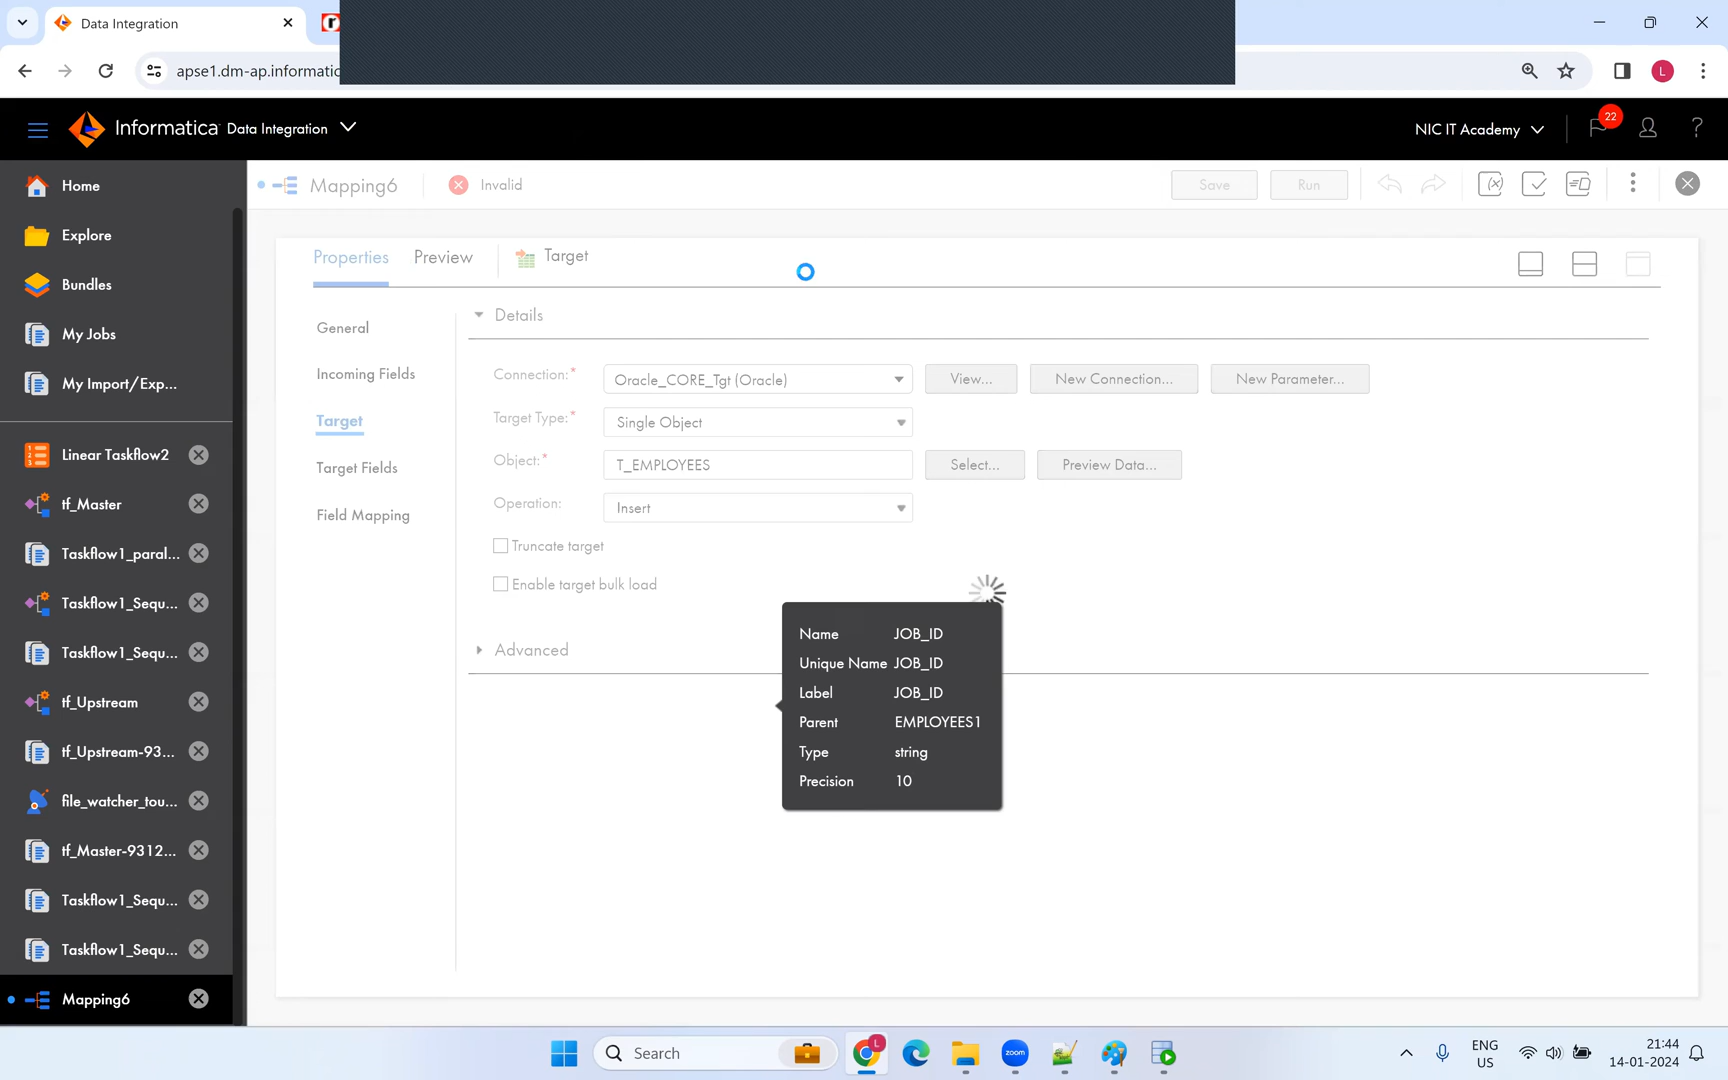 Data Integration
apse1.dm-ap.informatic
L
Informatica Data Integration
NIC IT Academy
22
?
Home
Explore
Bundles
My Jobs
My Import/Exp...
Linear Taskflow2
tf_Master
Taskflow1_paral...
Taskflow1_Sequ...
Taskflow1_Sequ...
tf_Upstream
tf_Upstream-93...
file_watcher_tou...
tf_Master-9312...
Taskflow1_Sequ...
Taskflow1_Sequ...
Mapping6
Mapping6
Invalid
Save
Run
Properties
Preview
Target
General
Incoming Fields
Target
Target Fields
Field Mapping
Details
Connection:*
Oracle_CORE_Tgt (Oracle)
View...
New Connection...
New Parameter...
Target Type:*
Single Object
Object:*
T_EMPLOYEES
Select...
Preview Data...
Operation:
Insert
Truncate target
Enable target bulk load
Advanced
Name JOB_ID
Unique Name JOB_ID
Label JOB_ID
Parent EMPLOYEES1
Type string
Precision 10
Search
L
zoom
ENG
US
21:44
14-01-2024